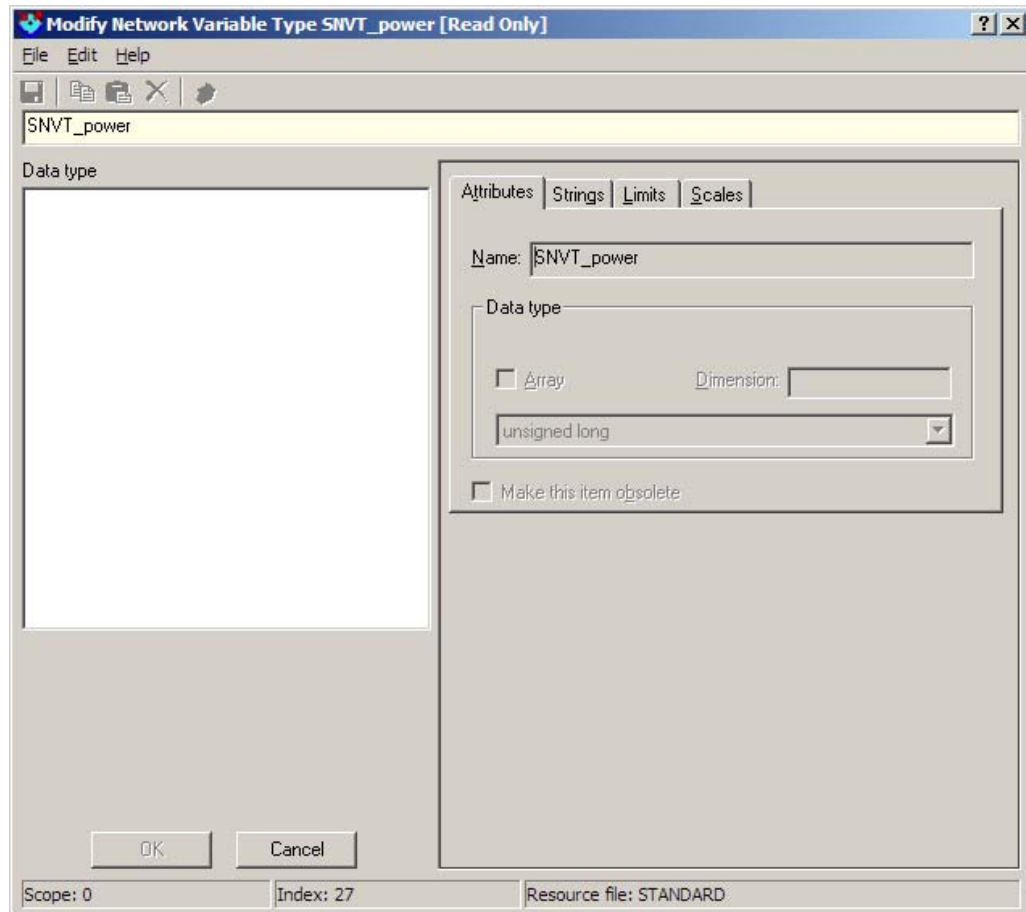 Modify Network Variable Type SNVT_power [Read Only]
File Edit Help
SNVT_power
Data type
Attributes Strings Limits Scales
Name: SNVT_power
Data type
Array Dimension:
unsigned long
Make this item obsolete
OK Cancel
Scope: 0 Index: 27 Resource file: STANDARD